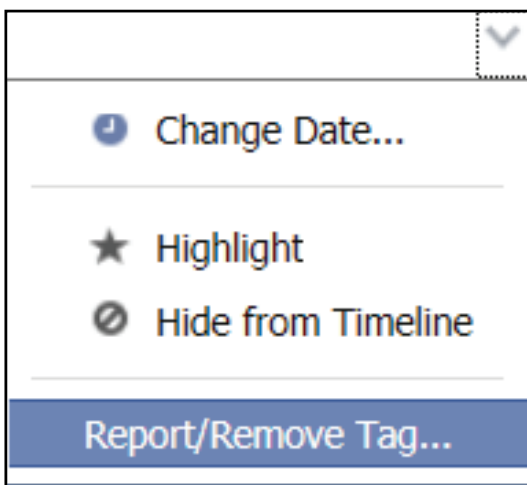 Change Date...
Highlight
Hide from Timeline
Report/Remove Tag...